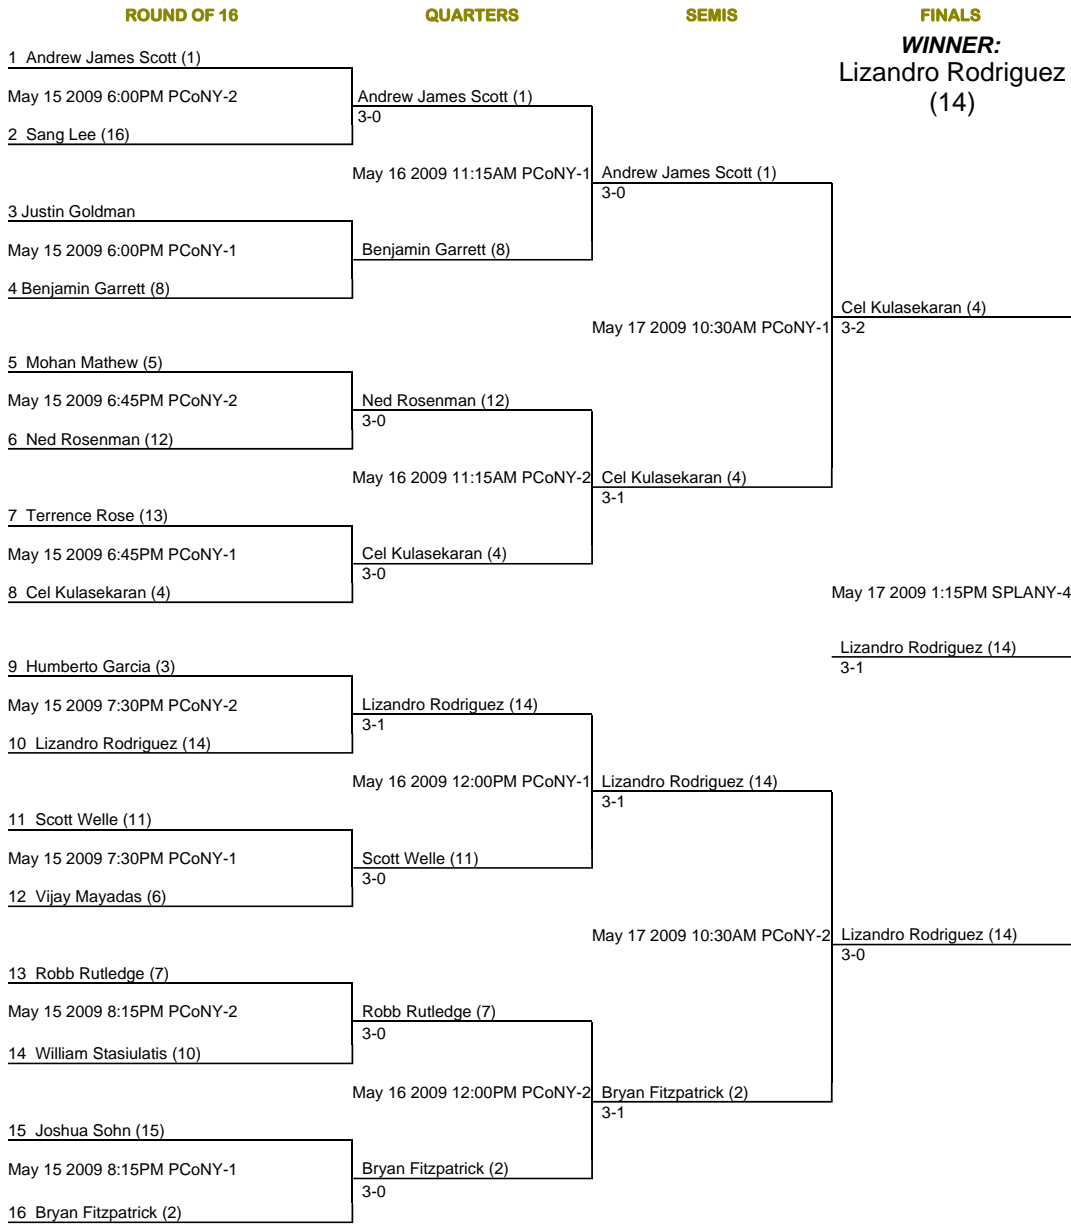 ROUND OF 16 QUARTERS SEMIS FINALS
WINNER:
Lizandro Rodriguez
(14)
1 Andrew James Scott (1)
May 15 2009 6:00PM PCoNY-2
Andrew James Scott (1)
3-0
2 Sang Lee (16)
May 16 2009 11:15AM PCoNY-1
Andrew James Scott (1)
3-0
3 Justin Goldman
May 15 2009 6:00PM PCoNY-1
Benjamin Garrett (8)
4 Benjamin Garrett (8)
Cel Kulasekaran (4)
May 17 2009 10:30AM PCoNY-1
3-2
5 Mohan Mathew (5)
May 15 2009 6:45PM PCoNY-2
Ned Rosenman (12)
3-0
6 Ned Rosenman (12)
May 16 2009 11:15AM PCoNY-2
Cel Kulasekaran (4)
3-1
7 Terrence Rose (13)
May 15 2009 6:45PM PCoNY-1
Cel Kulasekaran (4)
3-0
8 Cel Kulasekaran (4)
May 17 2009 1:15PM SPLANY-4
Lizandro Rodriguez (14)
3-1
9 Humberto Garcia (3)
May 15 2009 7:30PM PCoNY-2
Lizandro Rodriguez (14)
3-1
10 Lizandro Rodriguez (14)
May 16 2009 12:00PM PCoNY-1
Lizandro Rodriguez (14)
3-1
11 Scott Welle (11)
May 15 2009 7:30PM PCoNY-1
Scott Welle (11)
3-0
12 Vijay Mayadas (6)
May 17 2009 10:30AM PCoNY-2
Lizandro Rodriguez (14)
3-0
13 Robb Rutledge (7)
May 15 2009 8:15PM PCoNY-2
Robb Rutledge (7)
3-0
14 William Stasiulatis (10)
May 16 2009 12:00PM PCoNY-2
Bryan Fitzpatrick (2)
3-1
15 Joshua Sohn (15)
May 15 2009 8:15PM PCoNY-1
Bryan Fitzpatrick (2)
3-0
16 Bryan Fitzpatrick (2)